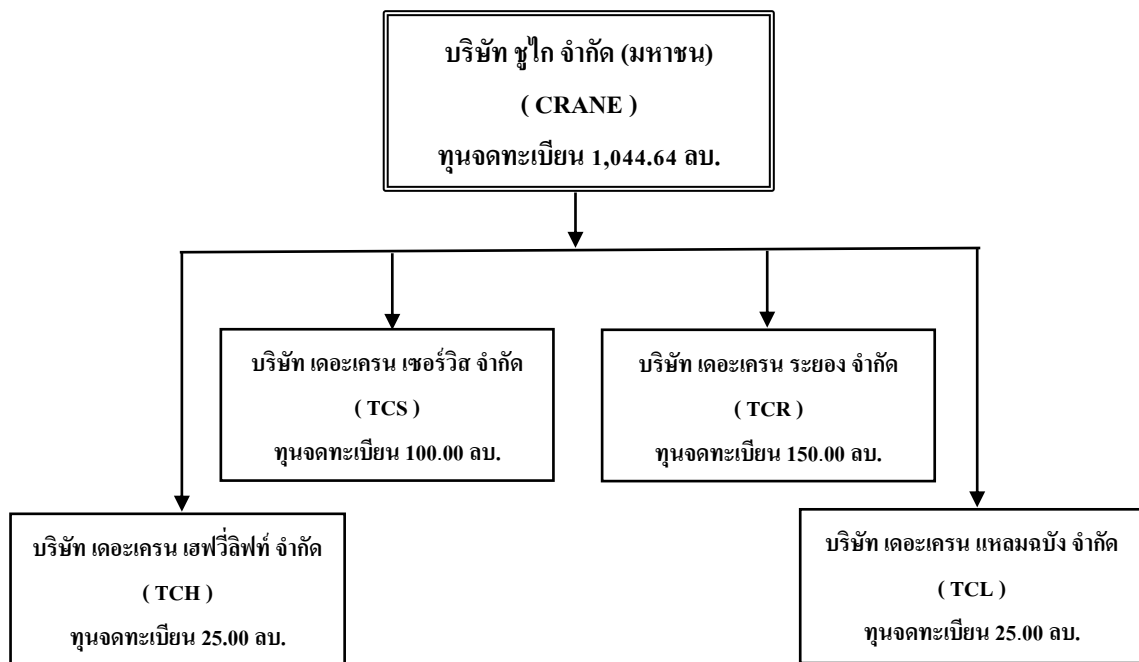 บริษัท ชูไก จำกัด (มหาชน)
( CRANE )
ทุนจดทะเบียน 1,044.64 ลบ.
บริษัท เดอะเครน เซอร์วิส จำกัด
( TCS )
ทุนจดทะเบียน 100.00 ลบ.
บริษัท เดอะเครน ระยอง จำกัด
( TCR )
ทุนจดทะเบียน 150.00 ลบ.
บริษัท เดอะเครน เฮฟวี่ลิฟท์ จำกัด
( TCH )
ทุนจดทะเบียน 25.00 ลบ.
บริษัท เดอะเครน แหลมฉบัง จำกัด
( TCL )
ทุนจดทะเบียน 25.00 ลบ.